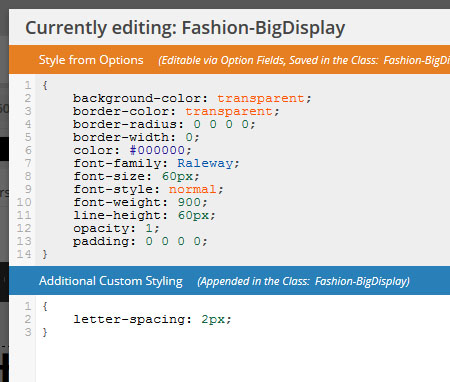 Currently editing: Fashion-BigDisplay
Style from Options (Editable via Option Fields, Saved in the Class: Fashion-BigDi
1 {
2 background-color: transparent;
3 border-color: transparent;
4 border-radius: 0 0 0 0;
5 border-width: 0;
6 color: #000000;
7 font-family: Raleway;
8 font-size: 60px;
9 font-style: normal;
10 font-weight: 900;
11 line-height: 60px;
12 opacity: 1;
13 padding: 0 0 0 0;
14 }
Additional Custom Styling (Appended in the Class: Fashion-BigDisplay)
1 {
2 letter-spacing: 2px;
3 }